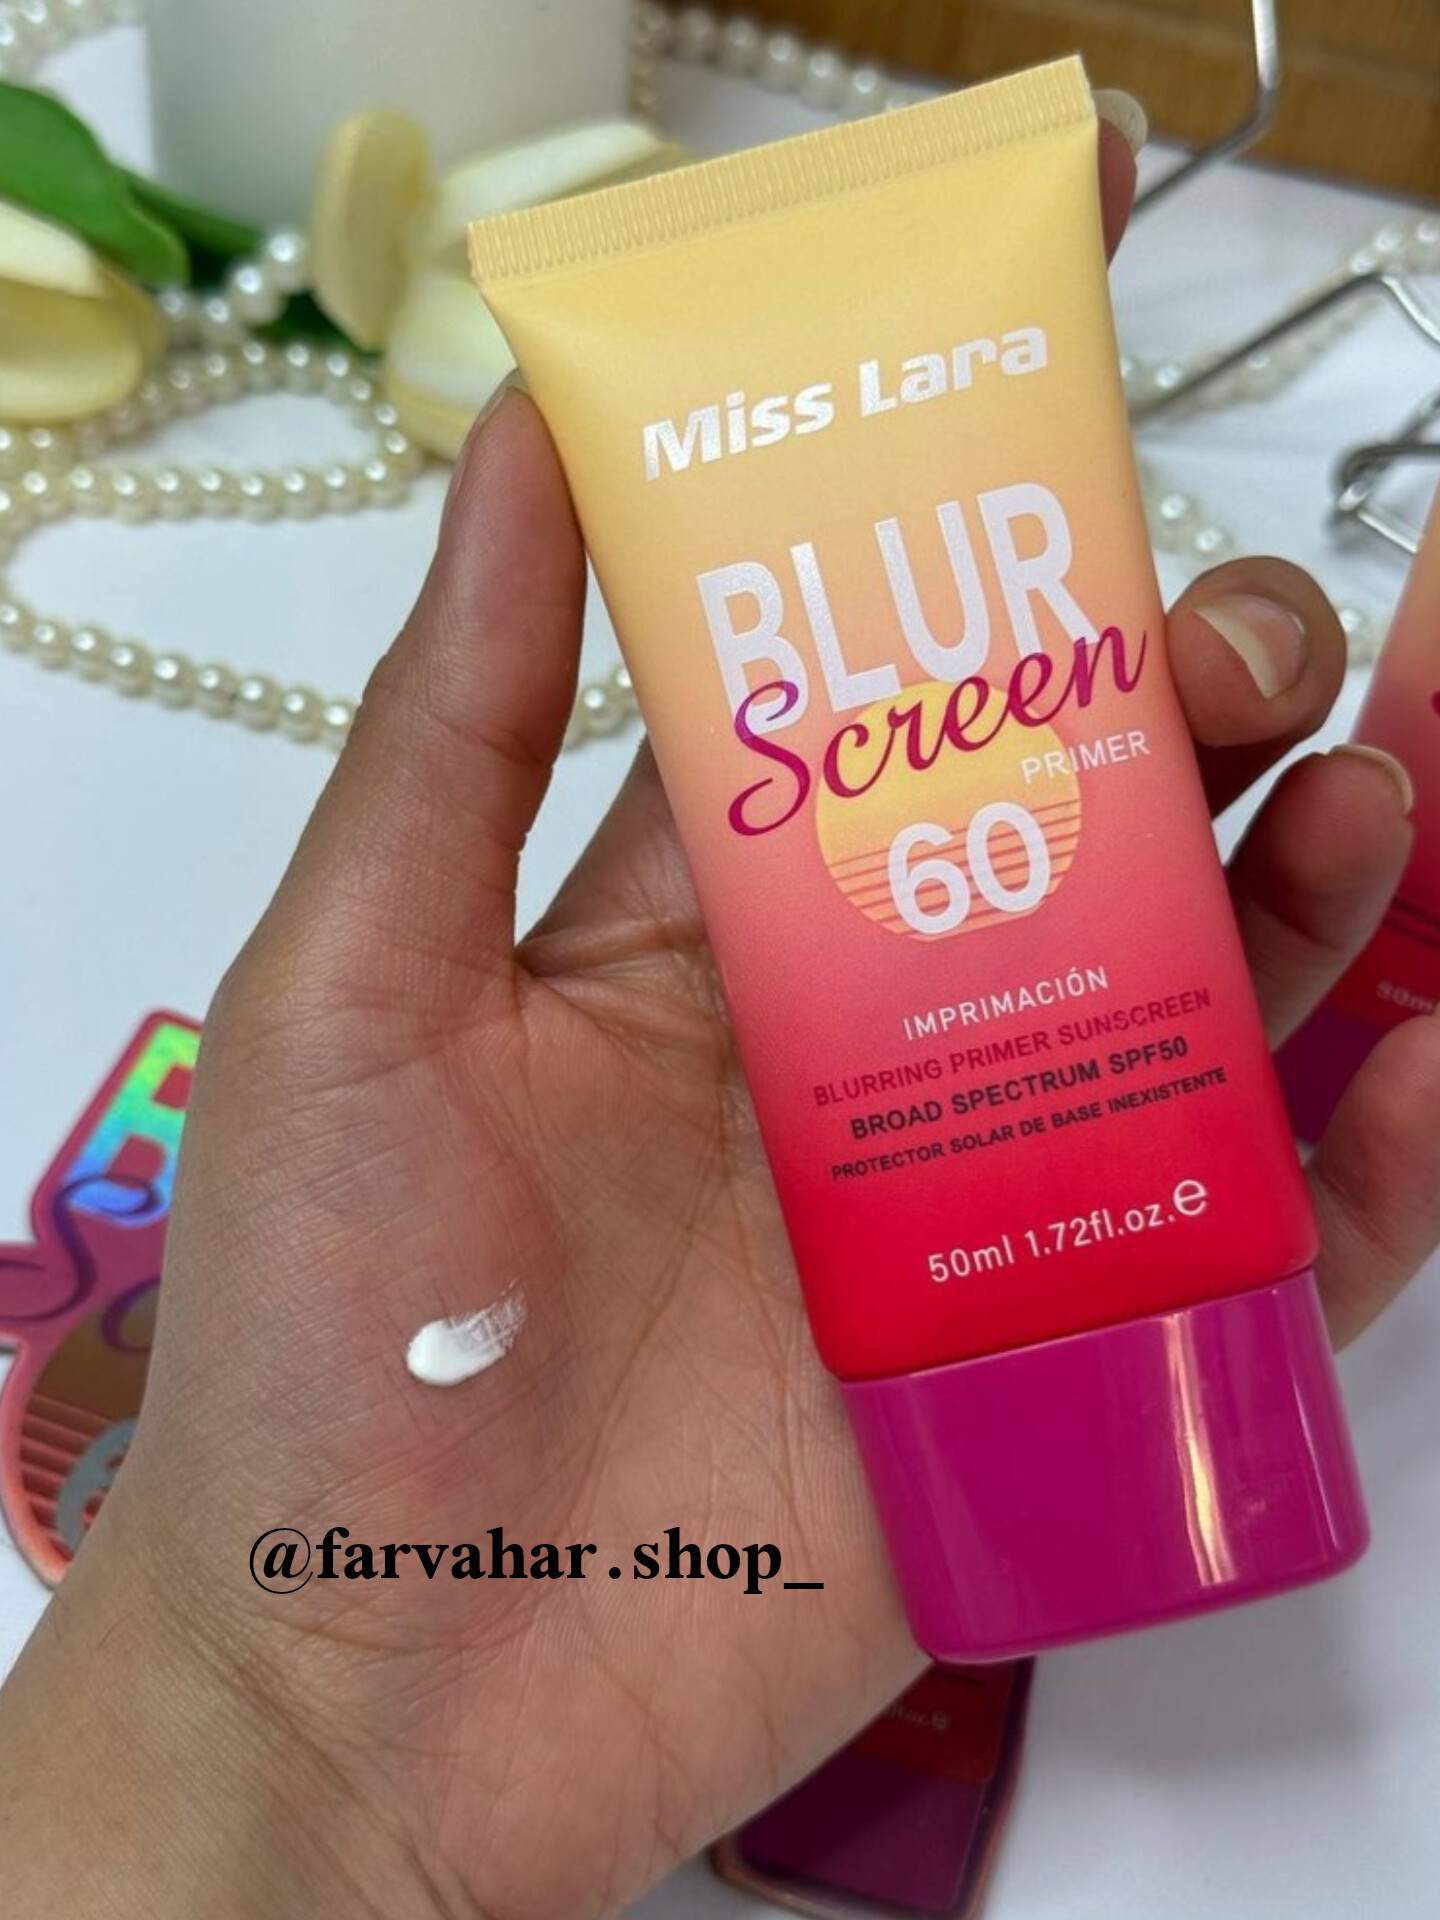 Miss Lara
BLUR
Screen
PRIMER
60
IMPRIMACIÓN
BLURRING PRIMER SUNSCREEN
BROAD SPECTRUM SPF50
PROTECTOR SOLAR DE BASE INEXISTENTE
50ml 1.72fl.oz.e
@farvahar.shop_